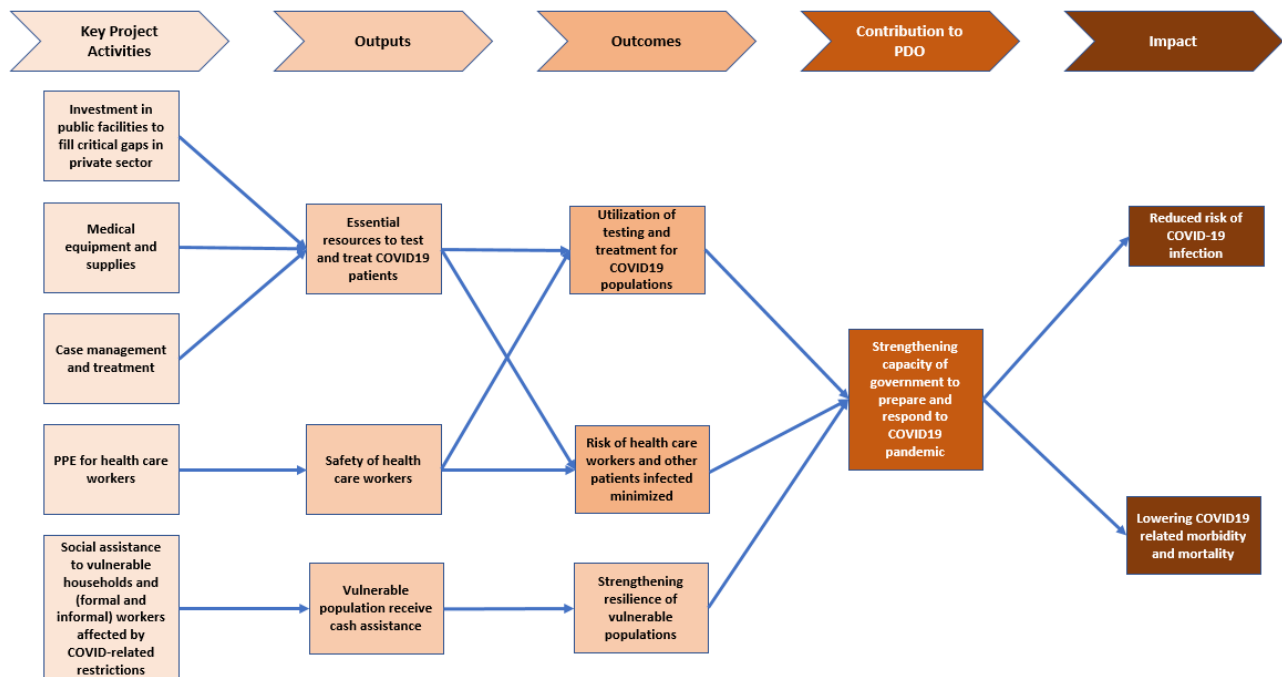 Key Project
Activities
Outputs
Outcomes
Contribution to
PDO
Impact
Investment in
public facilities to
fill critical gaps in
private sector
Medical
equipment and
supplies
Essential
resources to test
and treat COVID19
patients
Utilization of
testing and
treatment for
COVID19
populations
Reduced risk of
COVID-19
infection
Case management
and treatment
Strengthening
capacity of
government to
prepare and
respond to
COVID19
pandemic
PPE for health care
workers
Safety of health
care workers
Risk of health care
workers and other
patients infected
minimized
Lowering COVID19
related morbidity
and mortality
Social assistance
to vulnerable
households and
(formal and
informal) workers
affected by
COVID-related
restrictions
Vulnerable
population receive
cash assistance
Strengthening
resilience of
vulnerable
populations